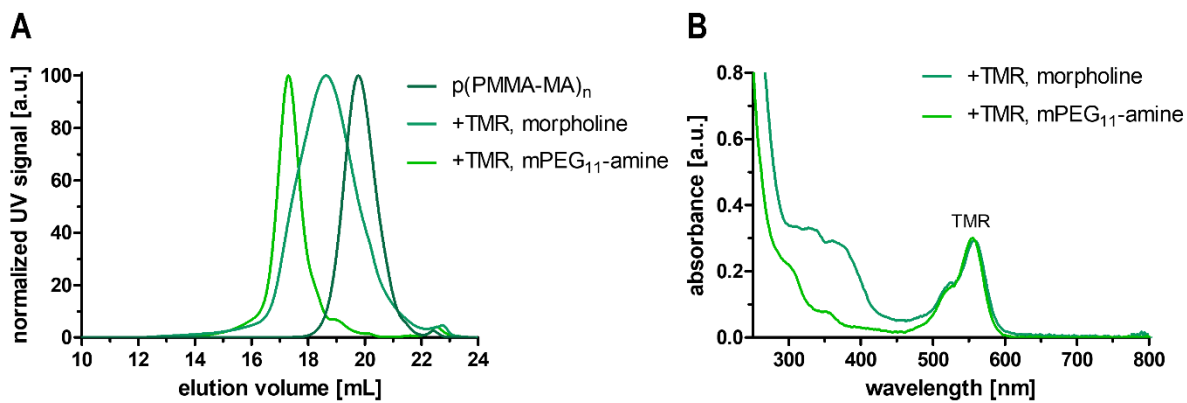 A
normalized UV signal [a.u.]
100
80
60
40
20
0
10 12 14 16 18 20 22 24
elution volume [mL]
p(PMMA-MA)n
+TMR, morpholine
+TMR, mPEG11-amine
B
absorbance [a.u.]
0.8
0.6
0.4
0.2
0.0
300 400 500 600 700 800
wavelength [nm]
TMR
+TMR, morpholine
+TMR, mPEG11-amine